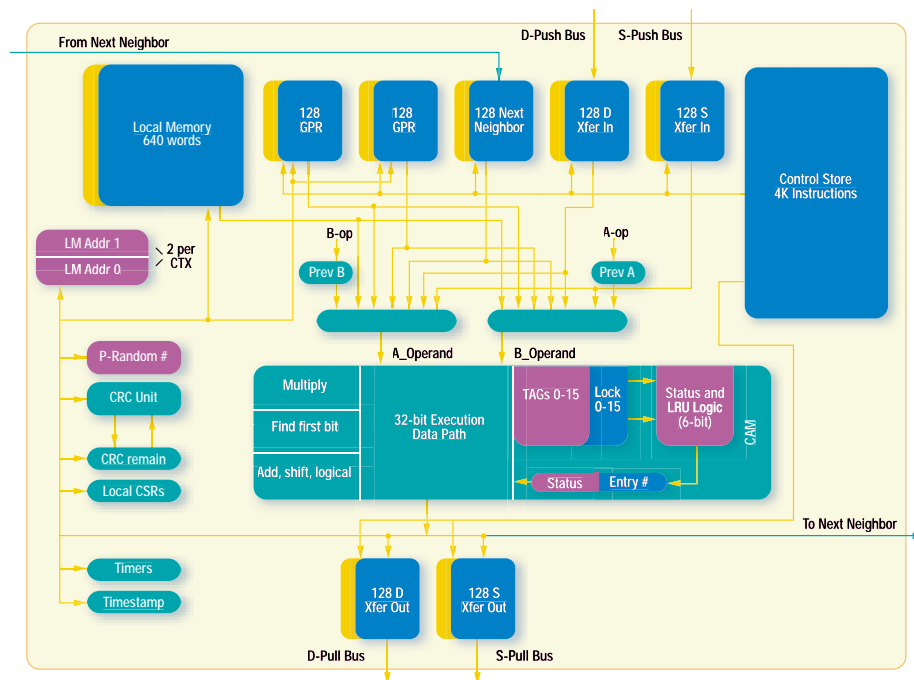 D-Push Bus
S-Push Bus
From Next Neighbor
Local Memory
640 words
128
GPR
128
GPR
128 Next
Neighbor
128 D
Xfer In
128 S
Xfer In
Control Store
4K Instructions
LM Addr 1
LM Addr 0
2 per
CTX
B-op
Prev B
A-op
Prev A
A_Operand
B_Operand
P-Random #
CRC Unit
CRC remain
Local CSRs
Timers
Timestamp
Multiply
Find first bit
Add, shift, logical
32-bit Execution
Data Path
TAGs 0-15
Lock
0-15
Status and
LRU Logic
(6-bit)
CAM
Status
Entry #
To Next Neighbor
128 D
Xfer Out
128 S
Xfer Out
D-Pull Bus
S-Pull Bus